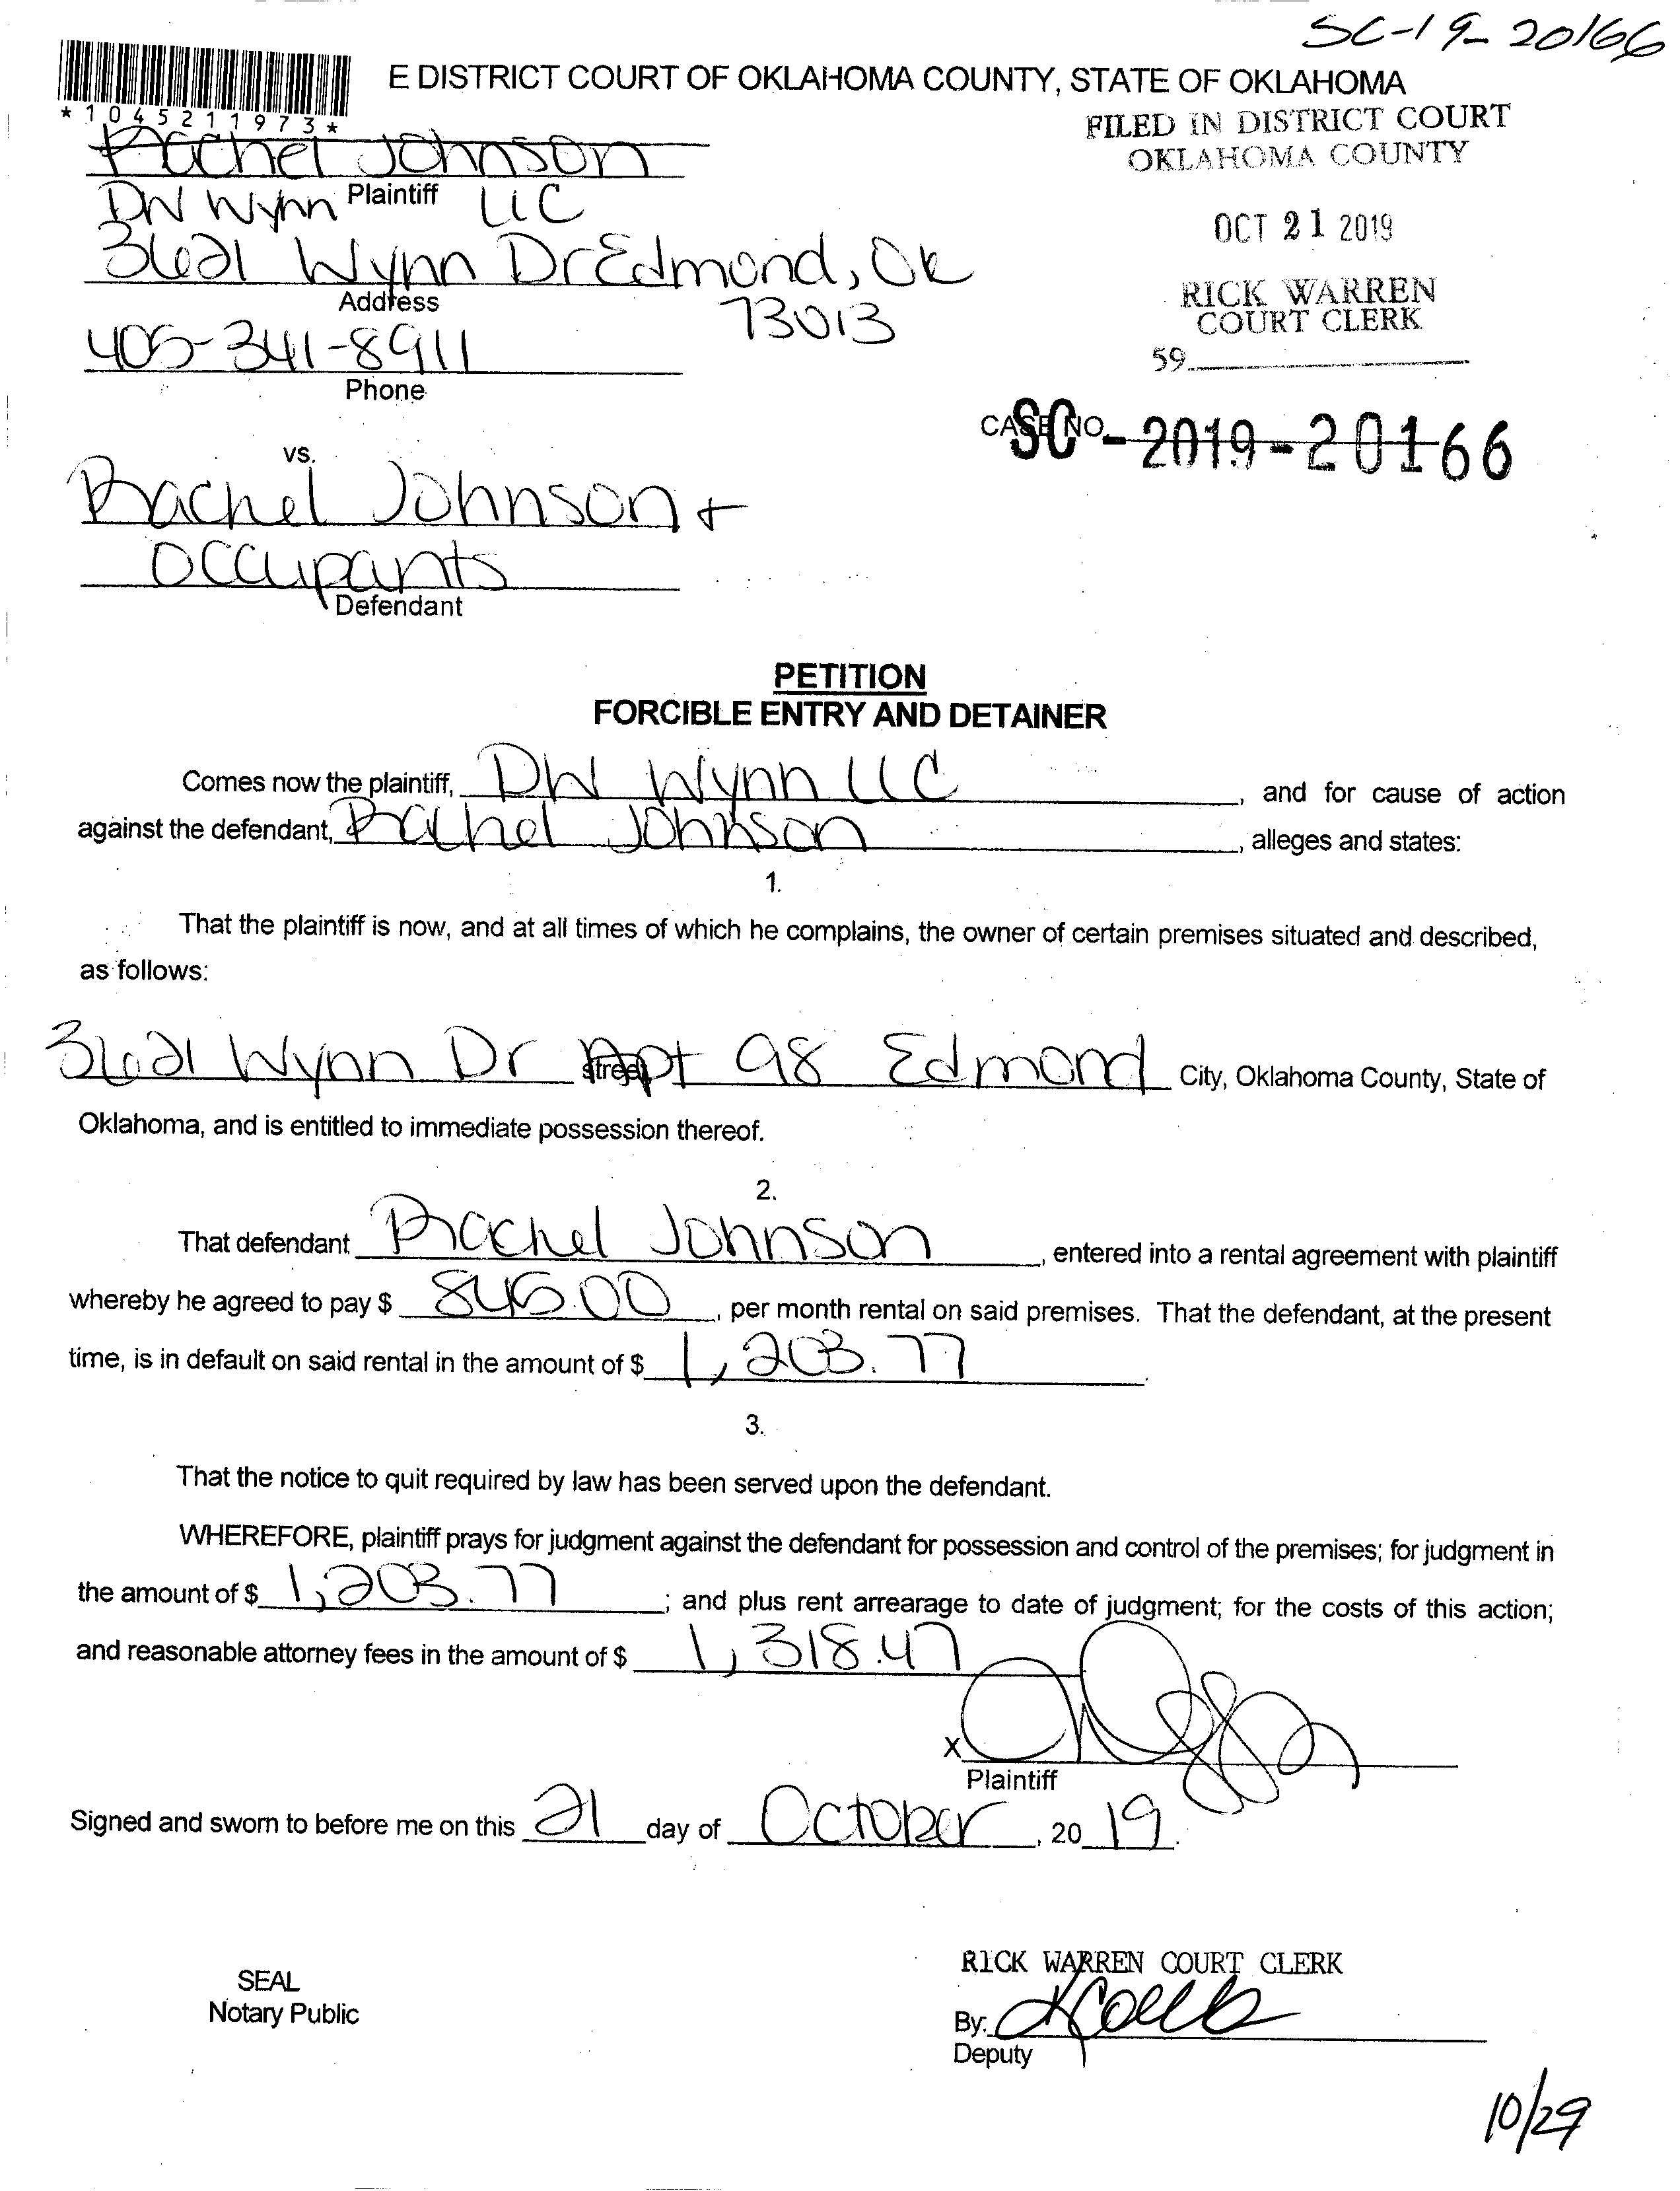 SC-19-20166
E DISTRICT COURT OF OKLAHOMA COUNTY, STATE OF OKLAHOMA
*1045211973*
FILED IN DISTRICT COURT
OKLAHOMA COUNTY
Rachel Johnson
Plaintiff
DW Wynn LLC
OCT 21 2019
3621 Wynn Dr Edmond, OK
73013
Address
RICK WARREN
COURT CLERK
405-341-8911
59
Phone
CASE NO. SC-2019-20166
vs.
Rachel Johnson +
Occupants
Defendant
PETITION
FORCIBLE ENTRY AND DETAINER
Comes now the plaintiff, DW Wynn LLC, and for cause of action
against the defendant, Rachel Johnson, alleges and states:
1.
That the plaintiff is now, and at all times of which he complains, the owner of certain premises situated and described,
as follows:
3621 Wynn Dr Apt 98 Edmond City, Oklahoma County, State of
street
Oklahoma, and is entitled to immediate possession thereof.
2.
That defendant Rachel Johnson, entered into a rental agreement with plaintiff
whereby he agreed to pay $ 845.00, per month rental on said premises. That the defendant, at the present
time, is in default on said rental in the amount of $ 1,203.77.
3.
That the notice to quit required by law has been served upon the defendant.
WHEREFORE, plaintiff prays for judgment against the defendant for possession and control of the premises; for judgment in
the amount of $ 1,203.77; and plus rent arrearage to date of judgment; for the costs of this action;
and reasonable attorney fees in the amount of $ 1,318.47
X
Plaintiff
Signed and sworn to before me on this 21 day of October, 2019.
RICK WARREN COURT CLERK
SEAL
Notary Public
By:
Deputy
10/29